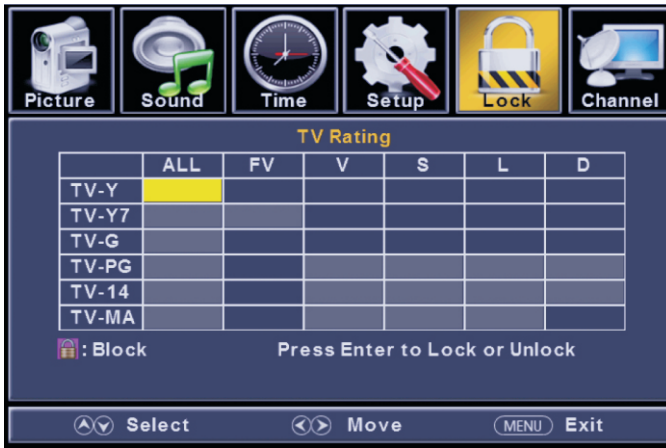 Picture Sound Time Setup Lock Channel
TV Rating
ALL FV V S L D
TV-Y
TV-Y7
TV-G
TV-PG
TV-14
TV-MA
: Block Press Enter to Lock or Unlock
Select Move MENU Exit